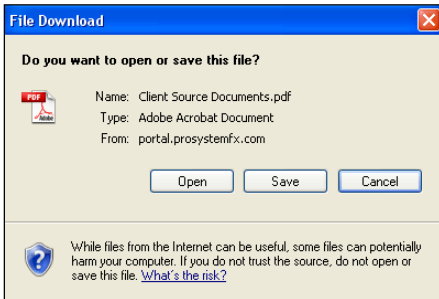 File Download
Do you want to open or save this file?
PDF
Adobe
Name: Client Source Documents.pdf
Type: Adobe Acrobat Document
From: portal.prosystemfx.com
Open Save Cancel
While files from the Internet can be useful, some files can potentially
harm your computer. If you do not trust the source, do not open or
save this file. What's the risk?